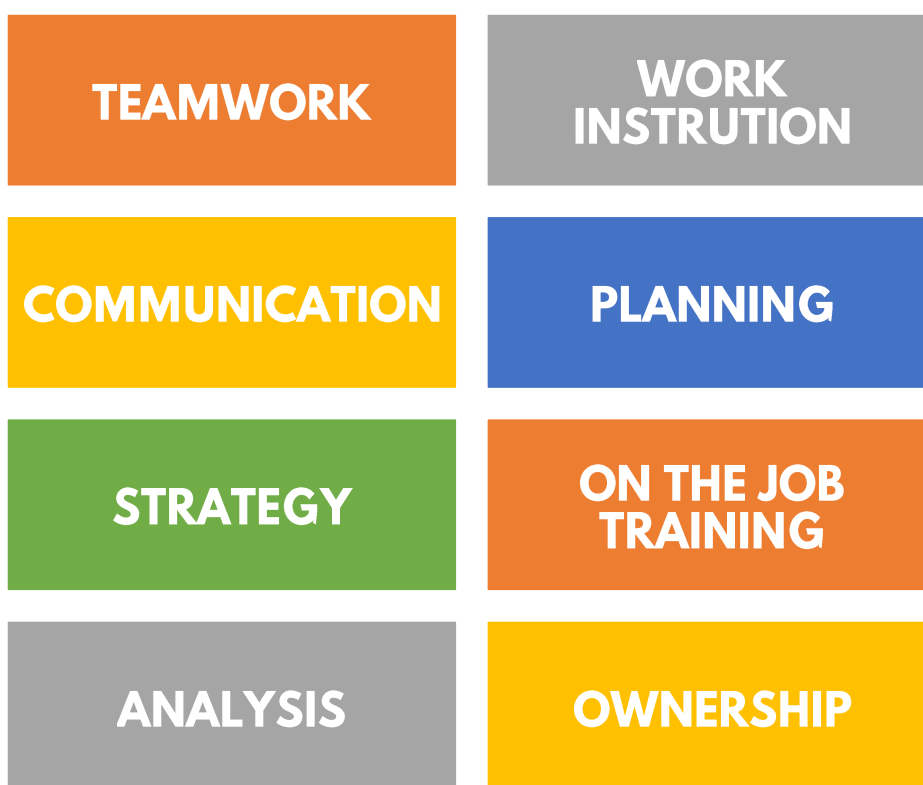 TEAMWORK
WORK
INSTRUTION
COMMUNICATION
PLANNING
STRATEGY
ON THE JOB
TRAINING
ANALYSIS
OWNERSHIP